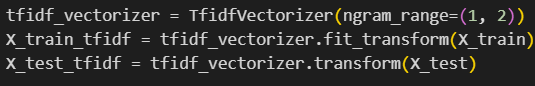 tfidf_vectorizer = TfidfVectorizer(ngram_range=(1, 2))
X_train_tfidf = tfidf_vectorizer.fit_transform(X_train)
X_test_tfidf = tfidf_vectorizer.transform(X_test)